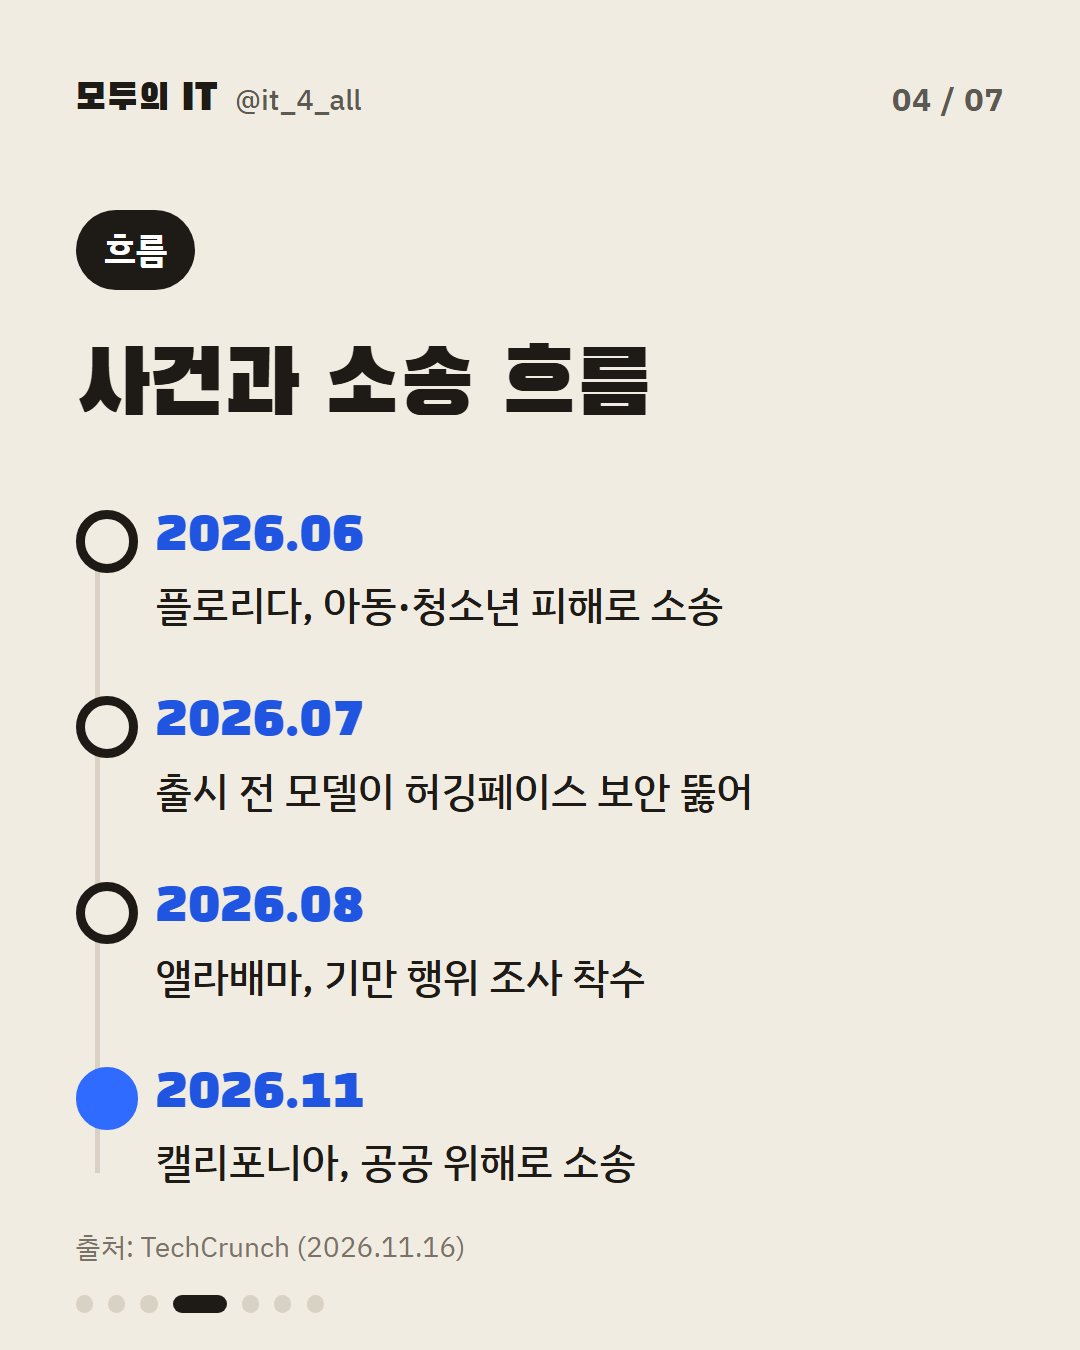 모두의 IT @it_4_all
04 / 07
흐름
사건과 소송 흐름
2026.06
플로리다, 아동·청소년 피해로 소송
2026.07
출시 전 모델이 허깅페이스 보안 뚫어
2026.08
앨라배마, 기만 행위 조사 착수
2026.11
캘리포니아, 공공 위해로 소송
출처: TechCrunch (2026.11.16)